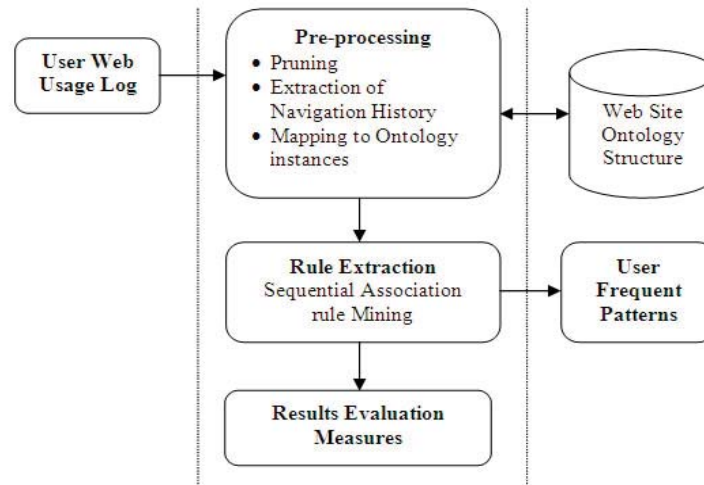 User Web
Usage Log
Pre-processing
• Pruning
• Extraction of
Navigation History
• Mapping to Ontology
instances
Web Site
Ontology
Structure
Rule Extraction
Sequential Association
rule Mining
User
Frequent
Patterns
Results Evaluation
Measures